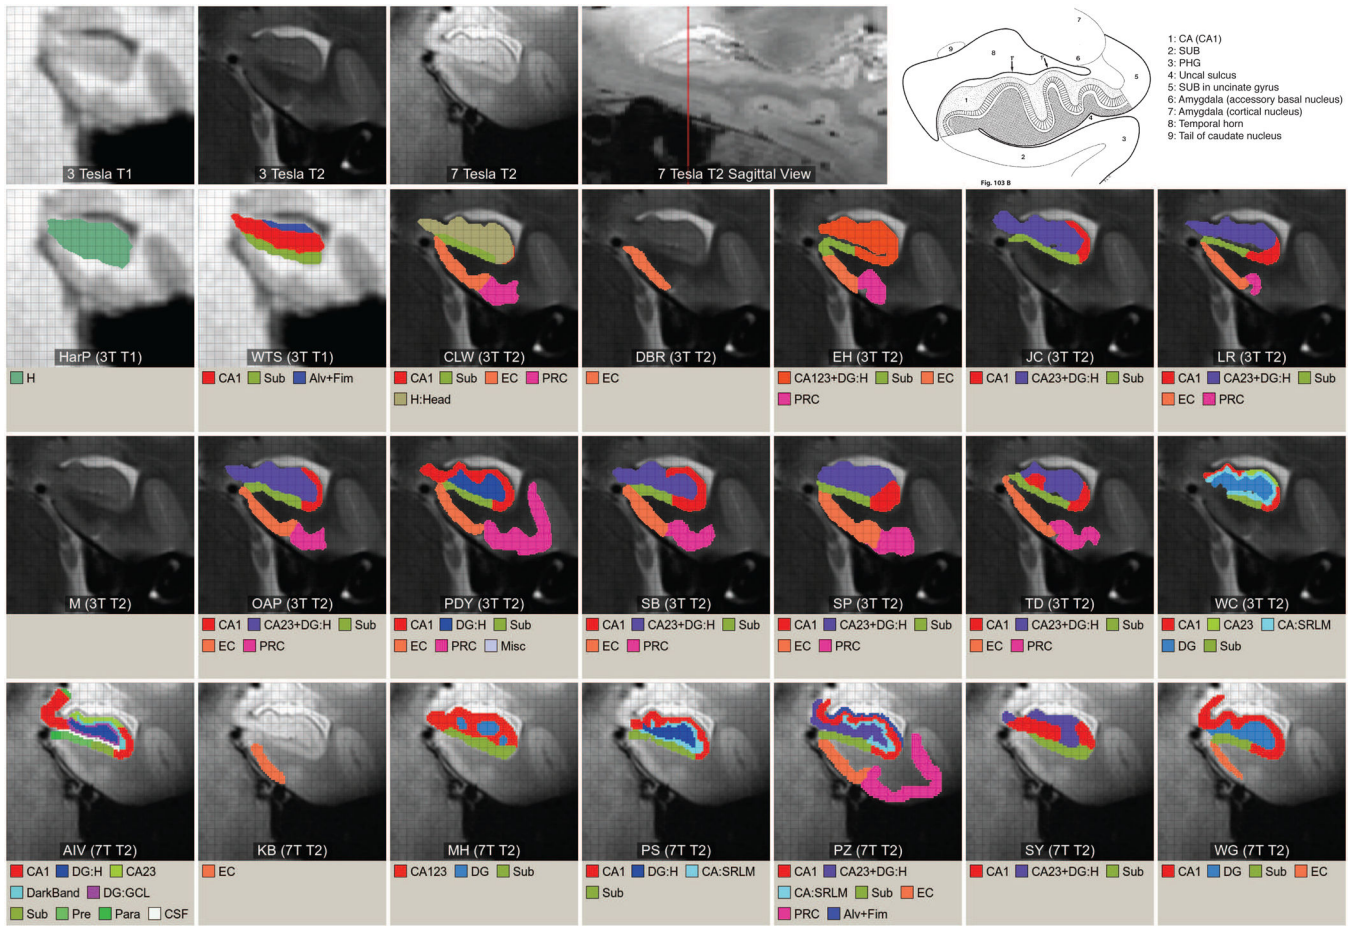 3 Tesla T1
3 Tesla T2
7 Tesla T2
7 Tesla T2 Sagittal View
7
9
8
6
5
1
4
3
2
Fig. 103 B
1: CA (CA1)
2: SUB
3: PHG
4: Uncal sulcus
5: SUB in uncinate gyrus
6: Amygdala (accessory basal nucleus)
7: Amygdala (cortical nucleus)
8: Temporal horn
9: Tail of caudate nucleus
HarP (3T T1)
H
WTS (3T T1)
CA1 Sub Alv+Fim
CLW (3T T2)
CA1 Sub EC PRC
H:Head
DBR (3T T2)
EC
EH (3T T2)
CA123+DG:H Sub EC
PRC
JC (3T T2)
CA1 CA23+DG:H Sub
LR (3T T2)
CA1 CA23+DG:H Sub
EC PRC
M (3T T2)
OAP (3T T2)
CA1 CA23+DG:H Sub
EC PRC
PDY (3T T2)
CA1 DG:H Sub
EC PRC Misc
SB (3T T2)
CA1 CA23+DG:H Sub
EC PRC
SP (3T T2)
CA1 CA23+DG:H Sub
EC PRC
TD (3T T2)
CA1 CA23+DG:H Sub
EC PRC
WC (3T T2)
CA1 CA23 CA:SRLM
DG Sub
AIV (7T T2)
CA1 DG:H CA23
DarkBand DG:GCL
Sub Pre Para CSF
KB (7T T2)
EC
MH (7T T2)
CA123 DG Sub
PS (7T T2)
CA1 DG:H CA:SRLM
Sub
PZ (7T T2)
CA1 CA23+DG:H
CA:SRLM Sub EC
PRC Alv+Fim
SY (7T T2)
CA1 CA23+DG:H Sub
WG (7T T2)
CA1 DG Sub EC